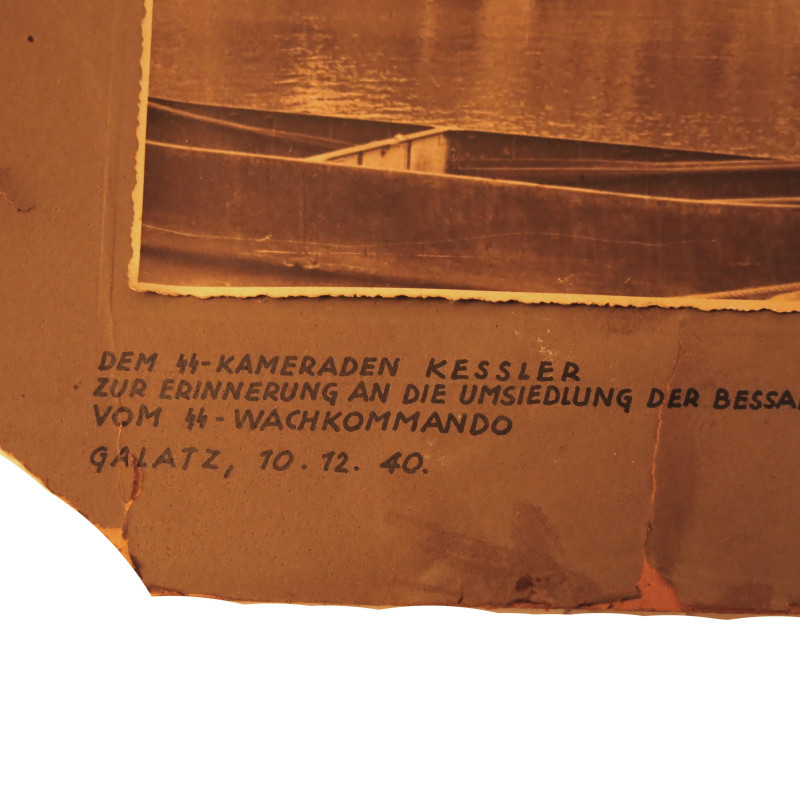 DEM ᛋᛋ-KAMERADEN KESSLER
ZUR ERINNERUNG AN DIE UMSIEDLUNG DER BESSA
VOM ᛋᛋ-WACHKOMMANDO
GALATZ, 10.12.40.